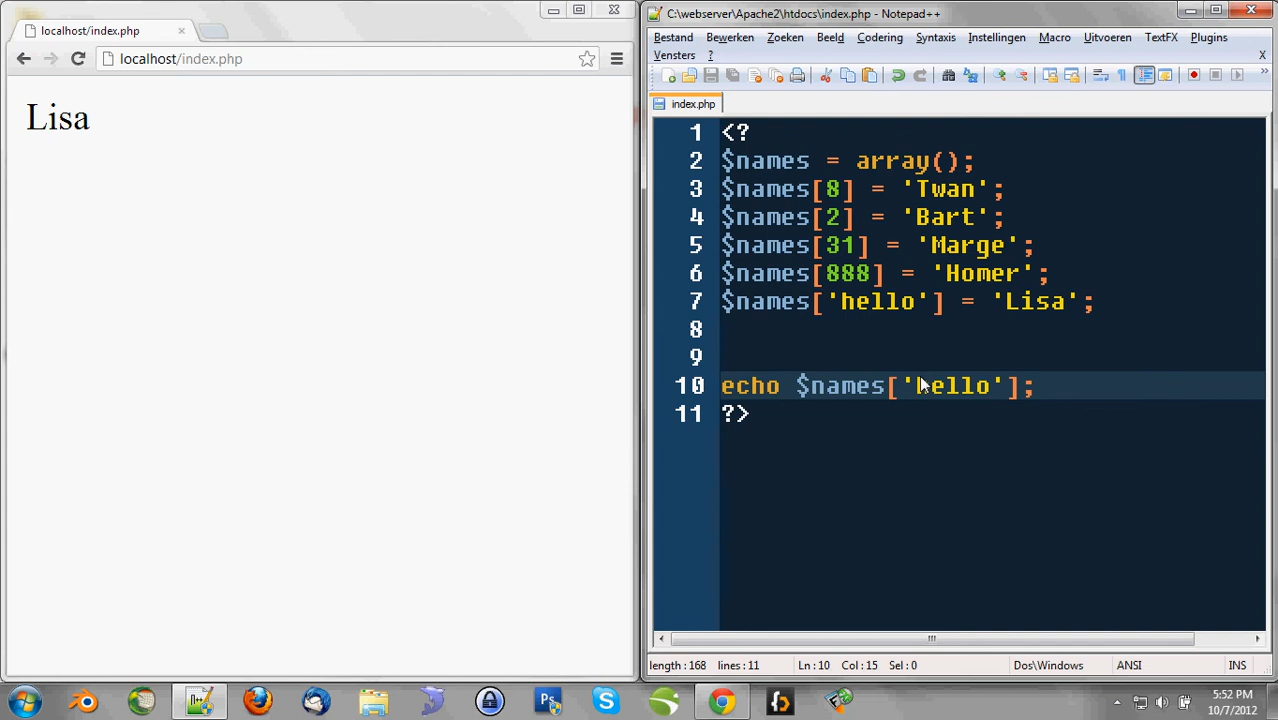 localhost/index.php
localhost/index.php
Lisa
C:\webserver\Apache2\htdocs\index.php - Notepad++
Bestand Bewerken Zoeken Beeld Codering Syntaxis Instellingen Macro Uitvoeren TextFX Plugins
Vensters ? X
index.php
1 <?
2 $names = array();
3 $names[8] = 'Twan';
4 $names[2] = 'Bart';
5 $names[31] = 'Marge';
6 $names[888] = 'Homer';
7 $names['hello'] = 'Lisa';
8
9
10 echo $names['hello'];
11 ?>
length: 168 lines: 11 Ln: 10 Col: 15 Sel: 0 Dos\Windows ANSI INS
5:52 PM
10/7/2012